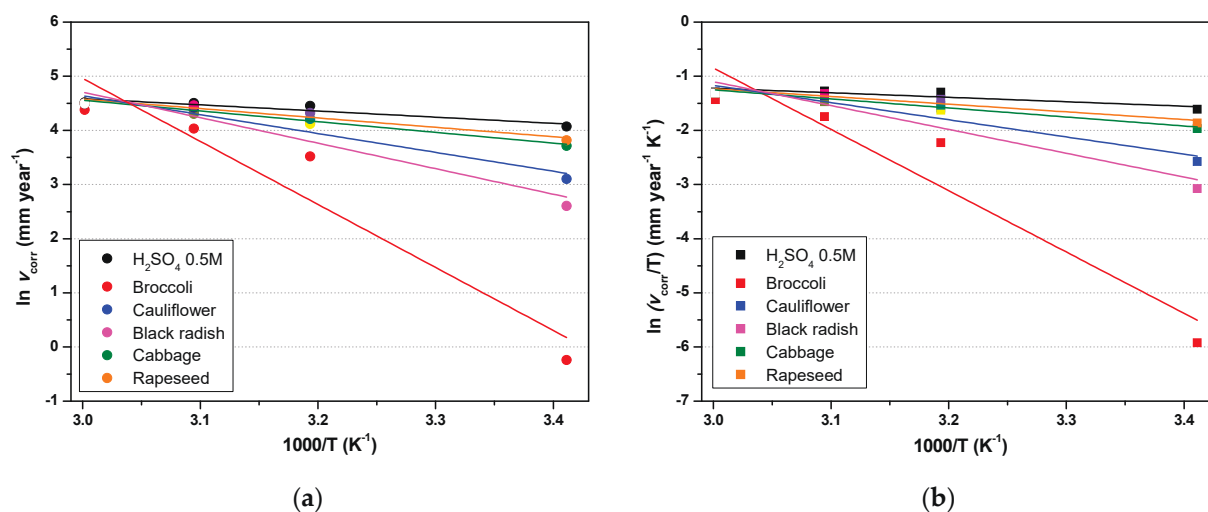 6
5
4
3
2
1
0
-1
ln v_corr (mm year⁻¹)
H₂SO₄ 0.5M
Broccoli
Cauliflower
Black radish
Cabbage
Rapeseed
3.0 3.1 3.2 3.3 3.4
1000/T (K⁻¹)
(a)
0
-1
-2
-3
-4
-5
-6
-7
ln (v_corr/T) (mm year⁻¹ K⁻¹)
H₂SO₄ 0.5M
Broccoli
Cauliflower
Black radish
Cabbage
Rapeseed
3.0 3.1 3.2 3.3 3.4
1000/T (K⁻¹)
(b)